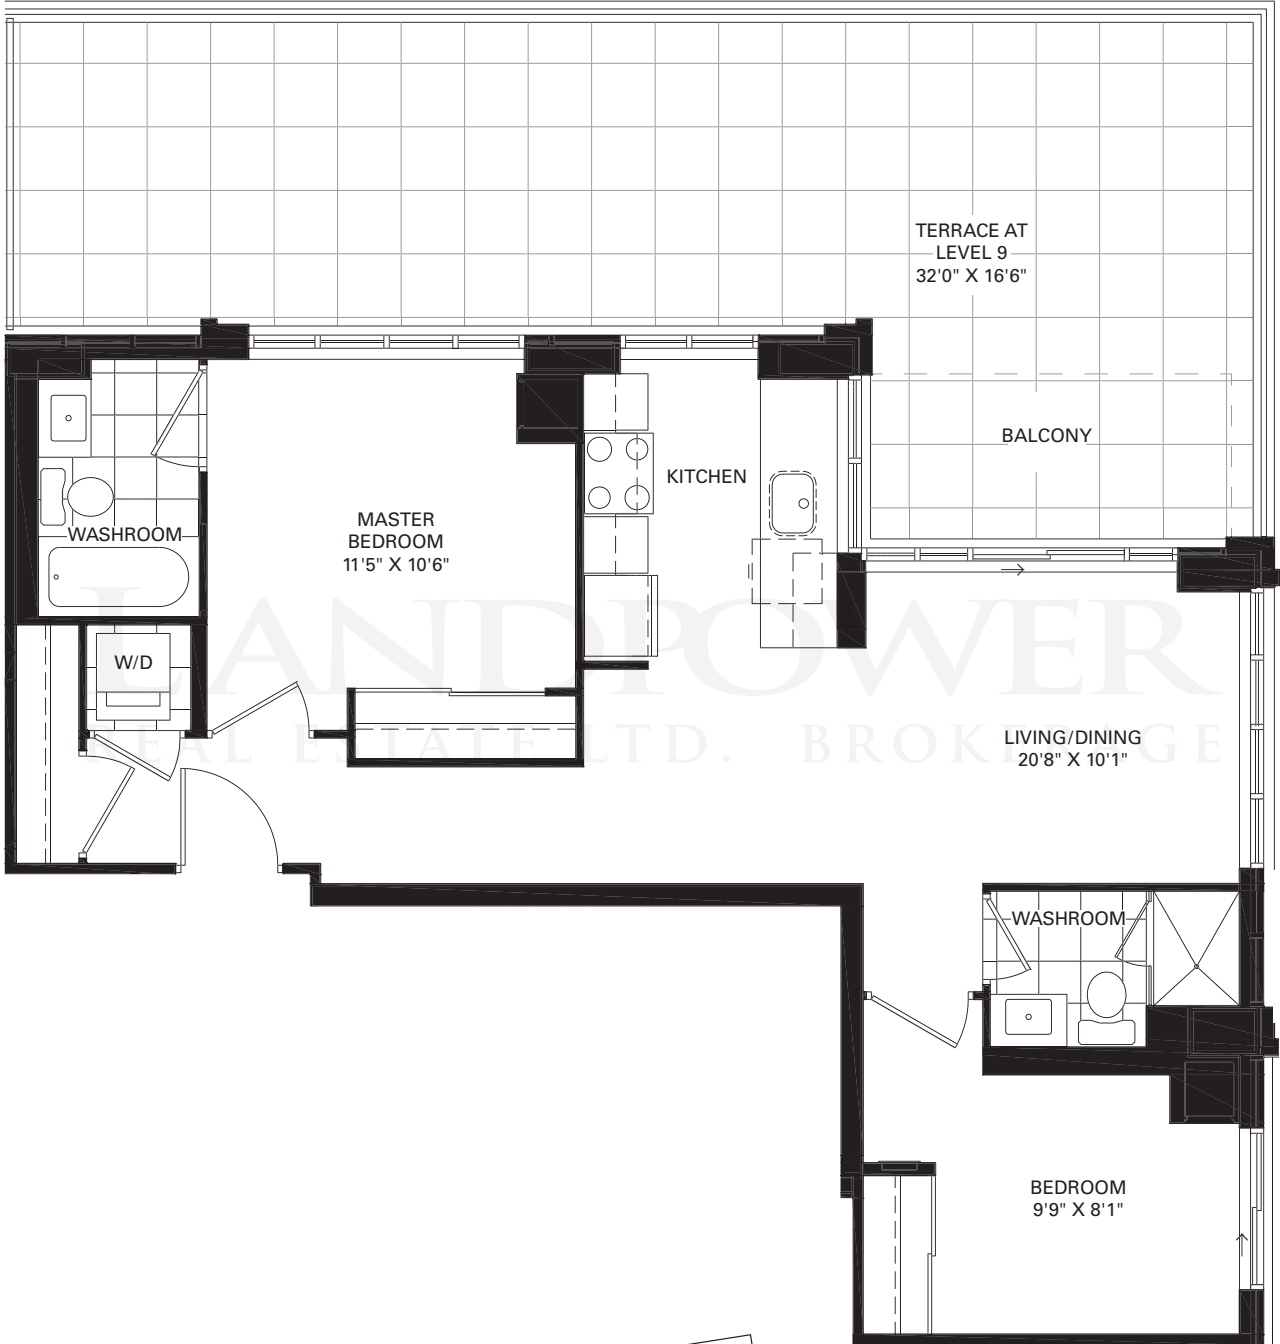 TERRACE AT
LEVEL 9
32'0" X 16'6"
BALCONY
KITCHEN
MASTER
BEDROOM
11'5" X 10'6"
WASHROOM
W/D
LANDPOWER
REAL ESTATE LTD. BROKERAGE
LIVING/DINING
20'8" X 10'1"
WASHROOM
BEDROOM
9'9" X 8'1"